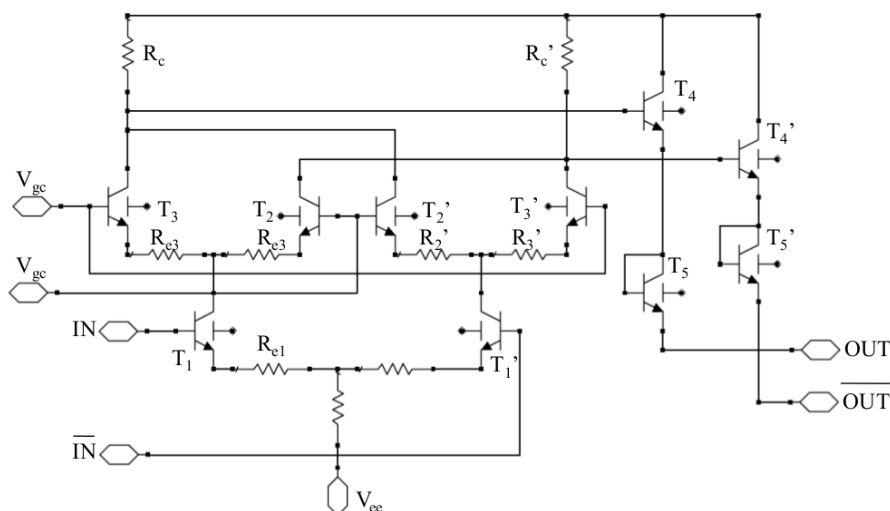 Rc
Rc’
T4
T4’
Vgc
T3
T2
T2’
T3’
Re3
Re3
R2’
R3’
T5
T5’
Vgc
IN
T1
Re1
T1’
OUT
OUT
IN
Vee